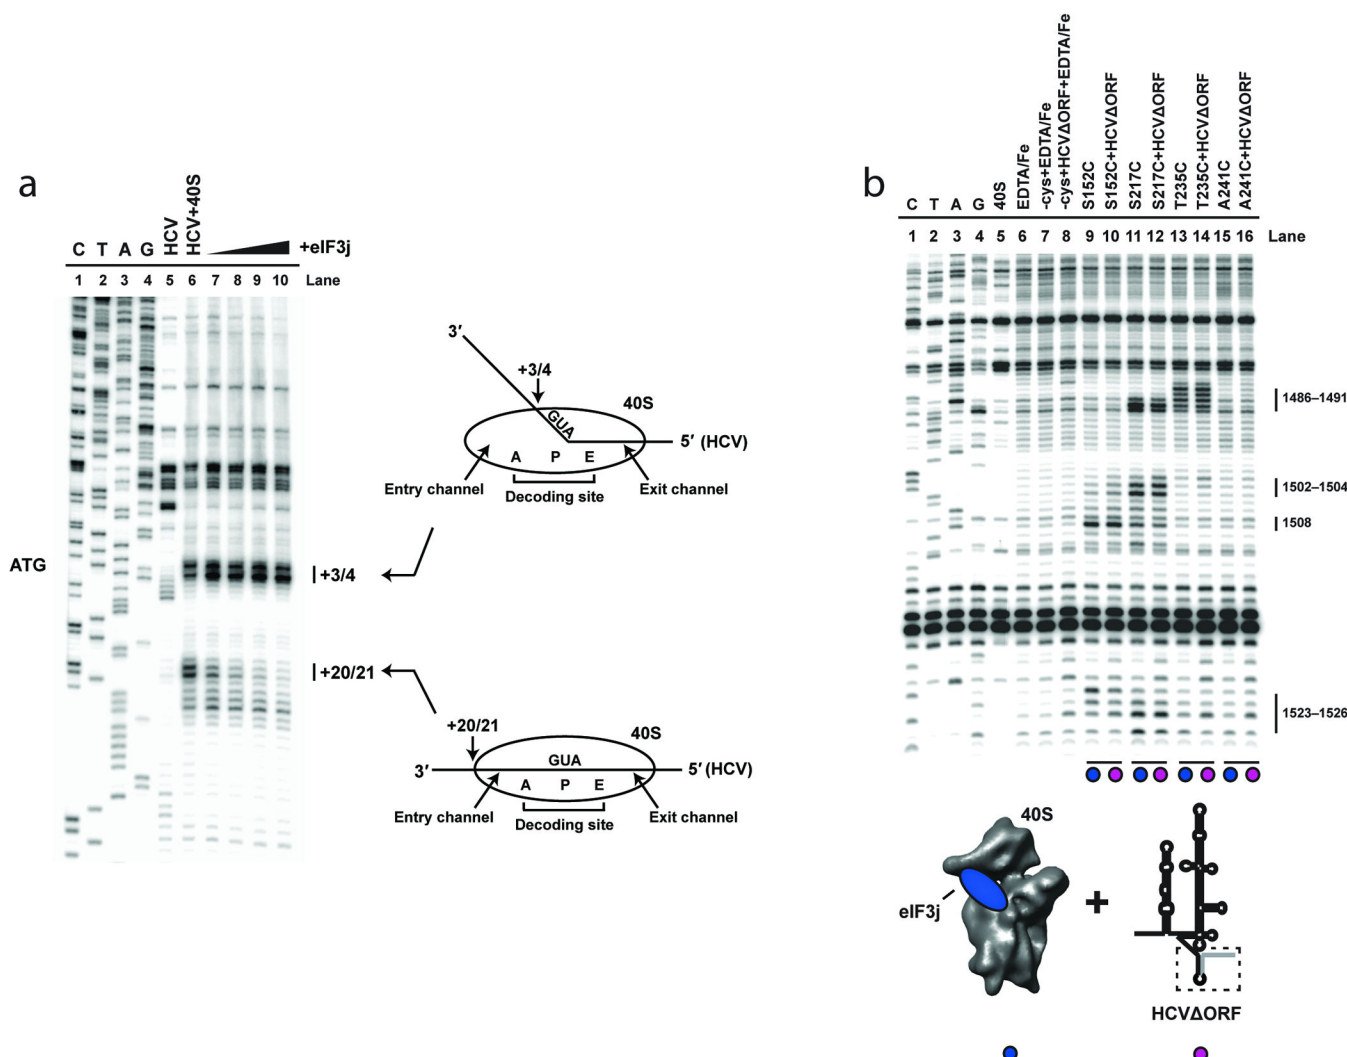 a
C T A G HCV HCV+40S +eIF3j
1 2 3 4 5 6 7 8 9 10 Lane
ATG
+3/4
+20/21
3′
+3/4
40S
GUA
5′ (HCV)
A P E
Entry channel
Exit channel
Decoding site
+20/21
40S
3′
GUA
5′ (HCV)
A P E
Entry channel
Exit channel
Decoding site
b
C T A G 40S EDTA/Fe -cys+EDTA/Fe -cys+HCVΔORF+EDTA/Fe S152C S152C+HCVΔORF S217C S217C+HCVΔORF T235C T235C+HCVΔORF A241C A241C+HCVΔORF
1 2 3 4 5 6 7 8 9 10 11 12 13 14 15 16 Lane
1486–1491
1502–1504
1508
1523–1526
40S
eIF3j
+
HCVΔORF